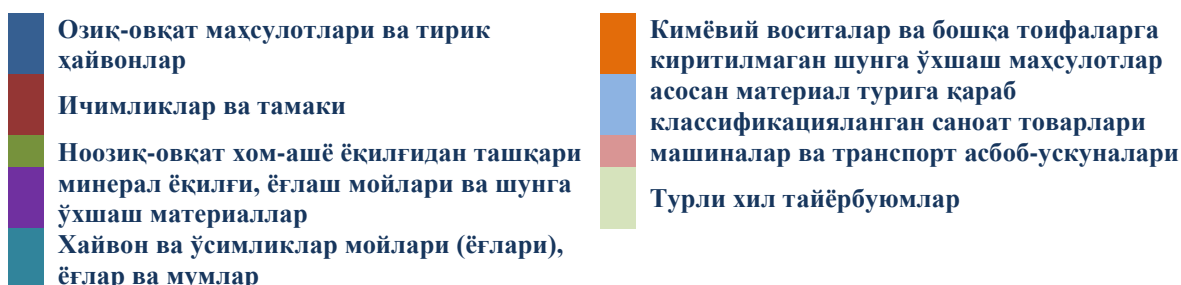 Озиқ-овқат маҳсулотлари ва тирик
ҳайвонлар
Ичимликлар ва тамаки
Ноозиқ-овқат хом-ашё ёқилғидан ташқари
минерал ёқилғи, ёғлаш мойлари ва шунга
ўхшаш материаллар
Хайвон ва ўсимликлар мойлари (ёғлари),
ёғлар ва мумлар
Кимёвий воситалар ва бошқа тоифаларга
киритилмаган шунга ўхшаш маҳсулотлар
асосан материал турига қараб
классификацияланган саноат товарлари
машиналар ва транспорт асбоб-ускуналари
Турли хил тайёрбуюмлар